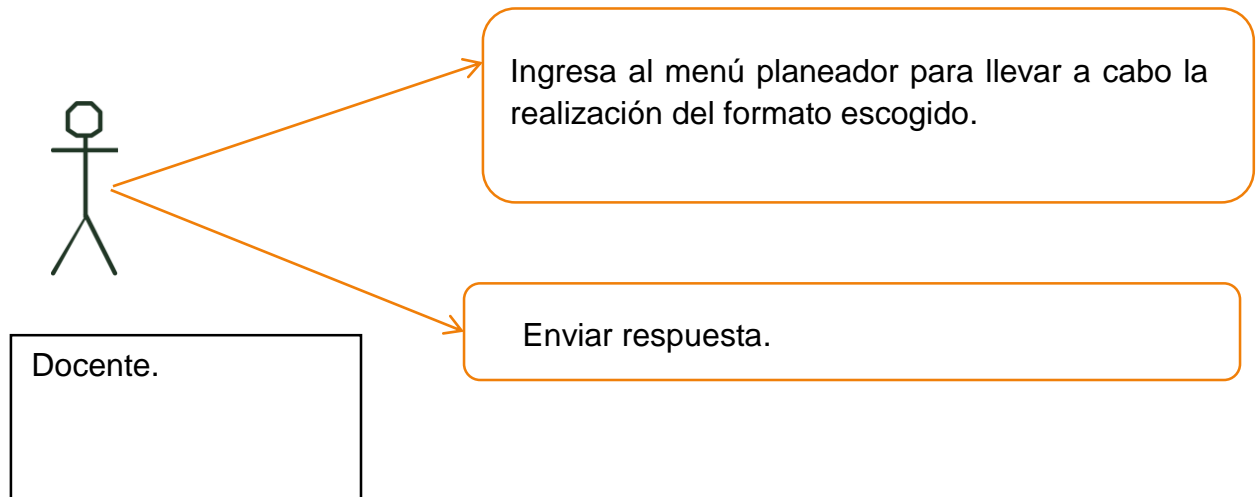 Ingresa al menú planeador para llevar a cabo la
realización del formato escogido.
Enviar respuesta.
Docente.